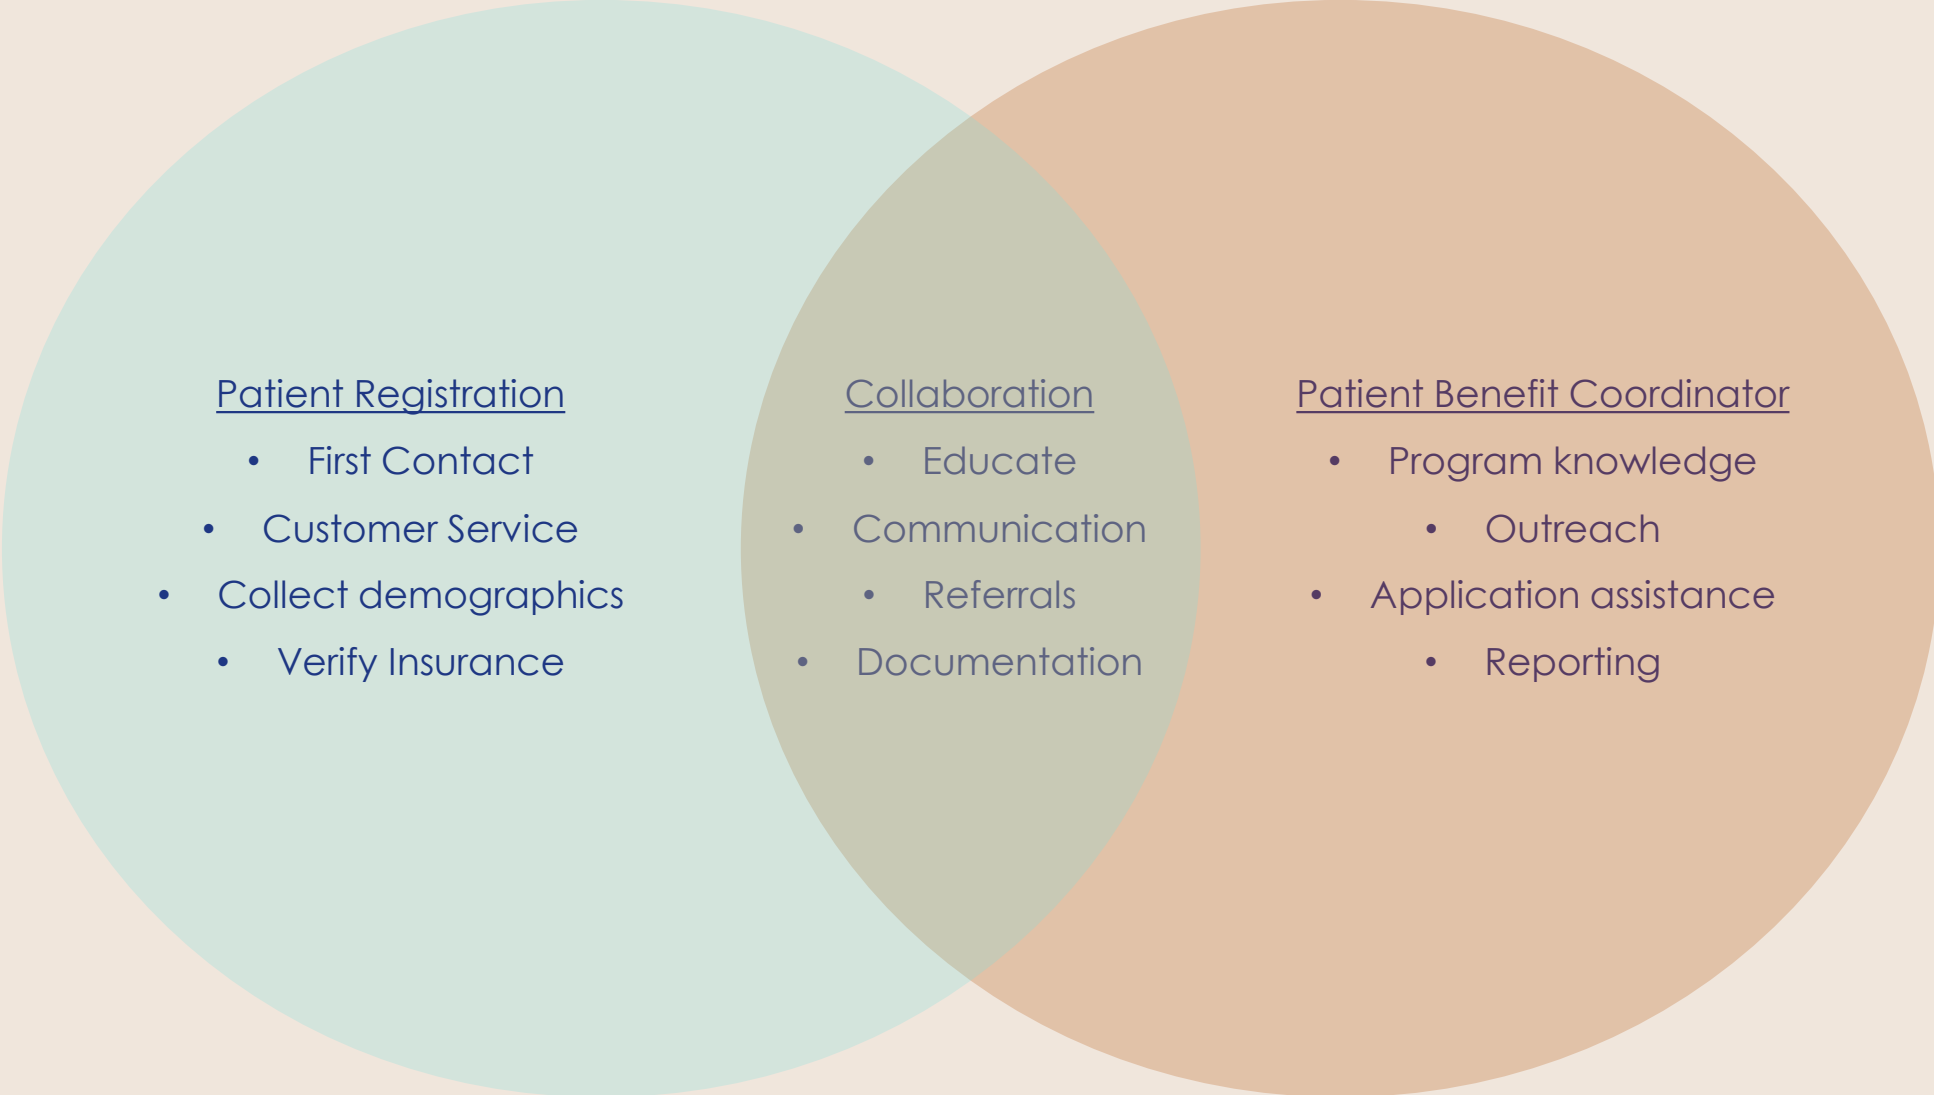 Patient Registration
• First Contact
• Customer Service
• Collect demographics
• Verify Insurance
Collaboration
• Educate
• Communication
• Referrals
• Documentation
Patient Benefit Coordinator
• Program knowledge
• Outreach
• Application assistance
• Reporting